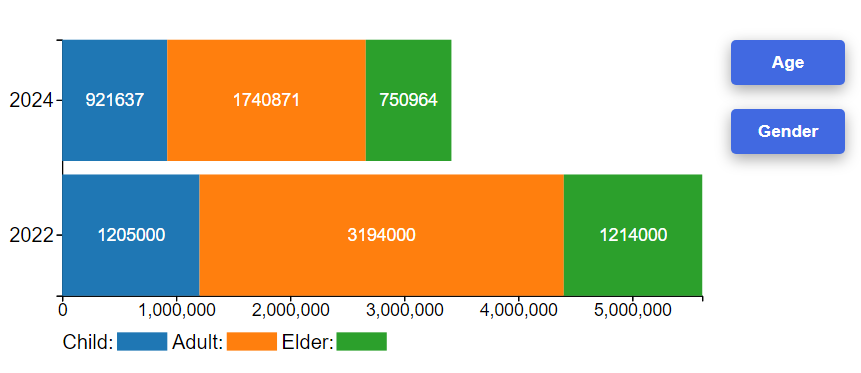 Age
2024
921637 1740871 750964
Gender
2022
1205000 3194000 1214000
0 1,000,000 2,000,000 3,000,000 4,000,000 5,000,000
Child: Adult: Elder: